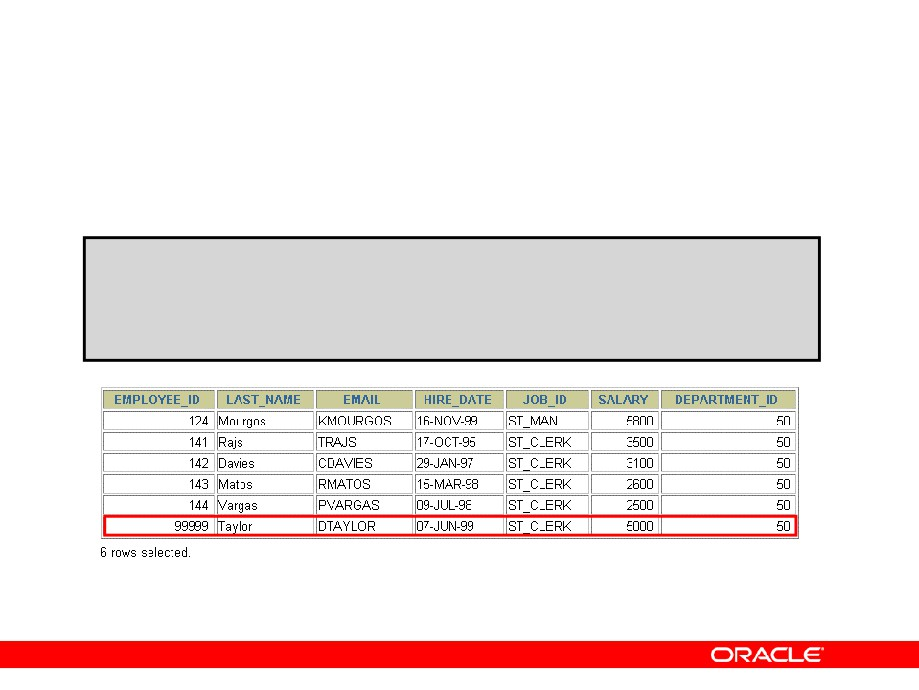 EMPLOYEE_ID LAST_NAME EMAIL HIRE_DATE JOB_ID SALARY DEPARTMENT_ID
124 Mourgos KMOURGOS 16-NOV-99 ST_MAN 5800 50
141 Rajs TRAJS 17-OCT-95 ST_CLERK 3500 50
142 Davies CDAVIES 29-JAN-97 ST_CLERK 3100 50
143 Matos RMATOS 15-MAR-98 ST_CLERK 2600 50
144 Vargas PVARGAS 09-JUL-98 ST_CLERK 2500 50
99999 Taylor DTAYLOR 07-JUN-99 ST_CLERK 5000 50
6 rows selected.
ORACLE